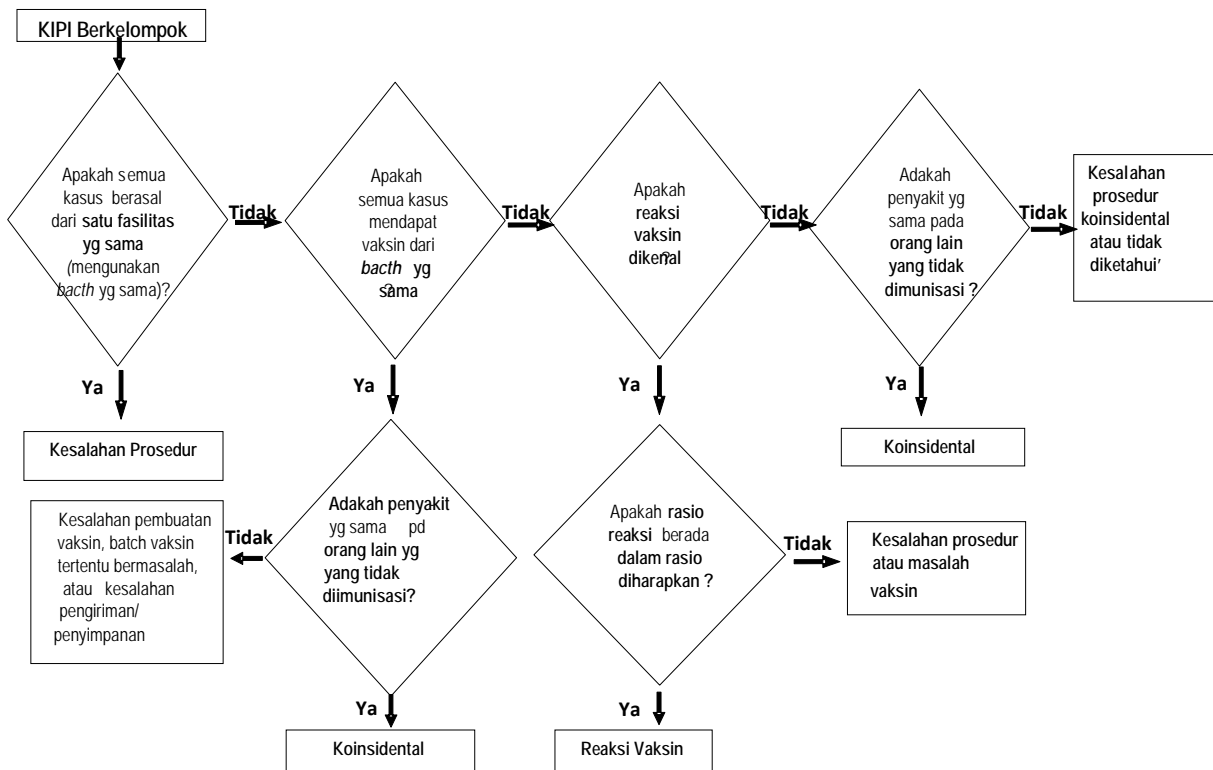 KIPI Berkelompok
Apakah semua
kasus berasal
dari satu fasilitas
yg sama
(mengunakan
bacth yg sama)?
Tidak
Apakah
semua kasus
mendapat
vaksin dari
bacth yg
sama?
Tidak
Apakah
reaksi
vaksin
dikenal?
Tidak
Adakah
penyakit yg
sama pada
orang lain
yang tidak
dimunisasi ?
Tidak
Kesalahan
prosedur
koinsidental
atau tidak
diketahui'
Ya
Ya
Ya
Ya
Kesalahan Prosedur
Koinsidental
Kesalahan pembuatan
vaksin, batch vaksin
tertentu bermasalah,
atau kesalahan
pengiriman/
penyimpanan
Tidak
Adakah penyakit
yg sama pd
orang lain yg
yang tidak
diimunisasi?
Apakah rasio
reaksi berada
dalam rasio
diharapkan ?
Tidak
Kesalahan prosedur
atau masalah
vaksin
Ya
Ya
Koinsidental
Reaksi Vaksin